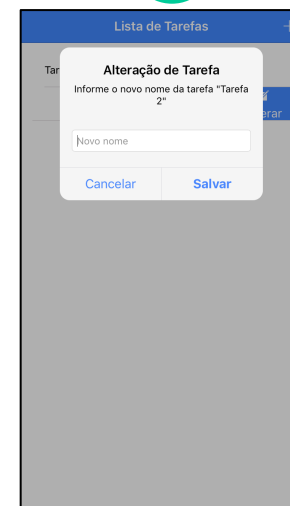 Lista de Tarefas
Alteração de Tarefa
Informe o novo nome da tarefa "Tarefa
2"
Novo nome
Cancelar
Salvar